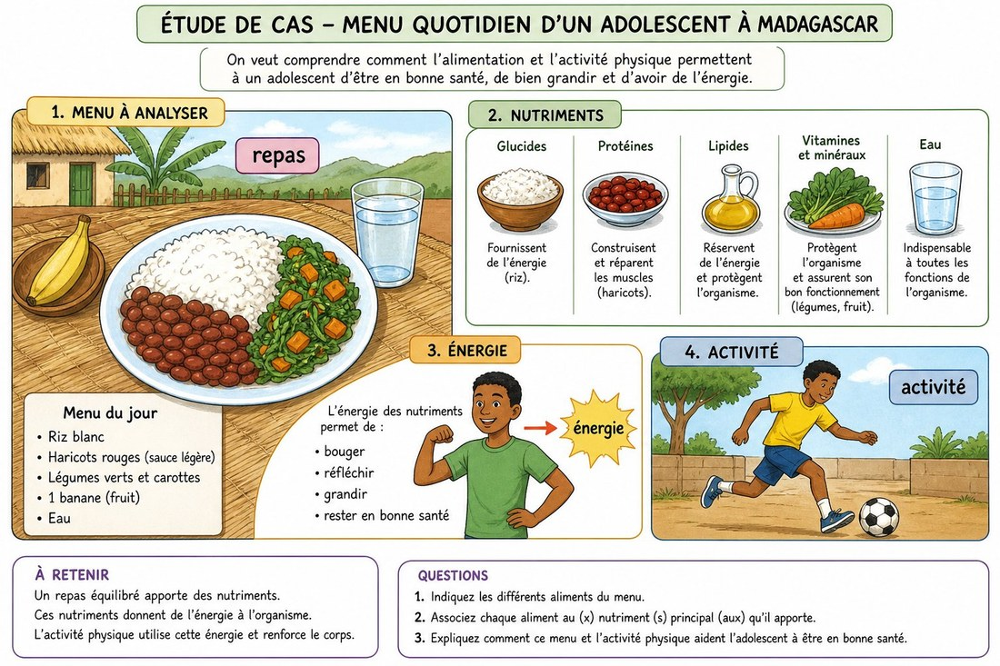 ÉTUDE DE CAS – MENU QUOTIDIEN D'UN ADOLESCENT À MADAGASCAR
On veut comprendre comment l'alimentation et l'activité physique permettent
à un adolescent d'être en bonne santé, de bien grandir et d'avoir de l'énergie.
1. MENU À ANALYSER
repas
Menu du jour
• Riz blanc
• Haricots rouges (sauce légère)
• Légumes verts et carottes
• 1 banane (fruit)
• Eau
2. NUTRIMENTS
Glucides
Fournissent
de l'énergie
(riz).
Protéines
Construisent
et réparent
les muscles
(haricots).
Lipides
Réservent
de l'énergie
et protègent
l'organisme.
Vitamines
et minéraux
Protègent
l'organisme
et assurent son
bon fonctionnement
(légumes, fruit).
Eau
Indispensable
à toutes les
fonctions de
l'organisme.
3. ÉNERGIE
L'énergie des nutriments
permet de :
• bouger
• réfléchir
• grandir
• rester en bonne santé
énergie
4. ACTIVITÉ
activité
À RETENIR
Un repas équilibré apporte des nutriments.
Ces nutriments donnent de l'énergie à l'organisme.
L'activité physique utilise cette énergie et renforce le corps.
QUESTIONS
1. Indiquez les différents aliments du menu.
2. Associez chaque aliment au (x) nutriment (s) principal (aux) qu'il apporte.
3. Expliquez comment ce menu et l'activité physique aident l'adolescent à être en bonne santé.